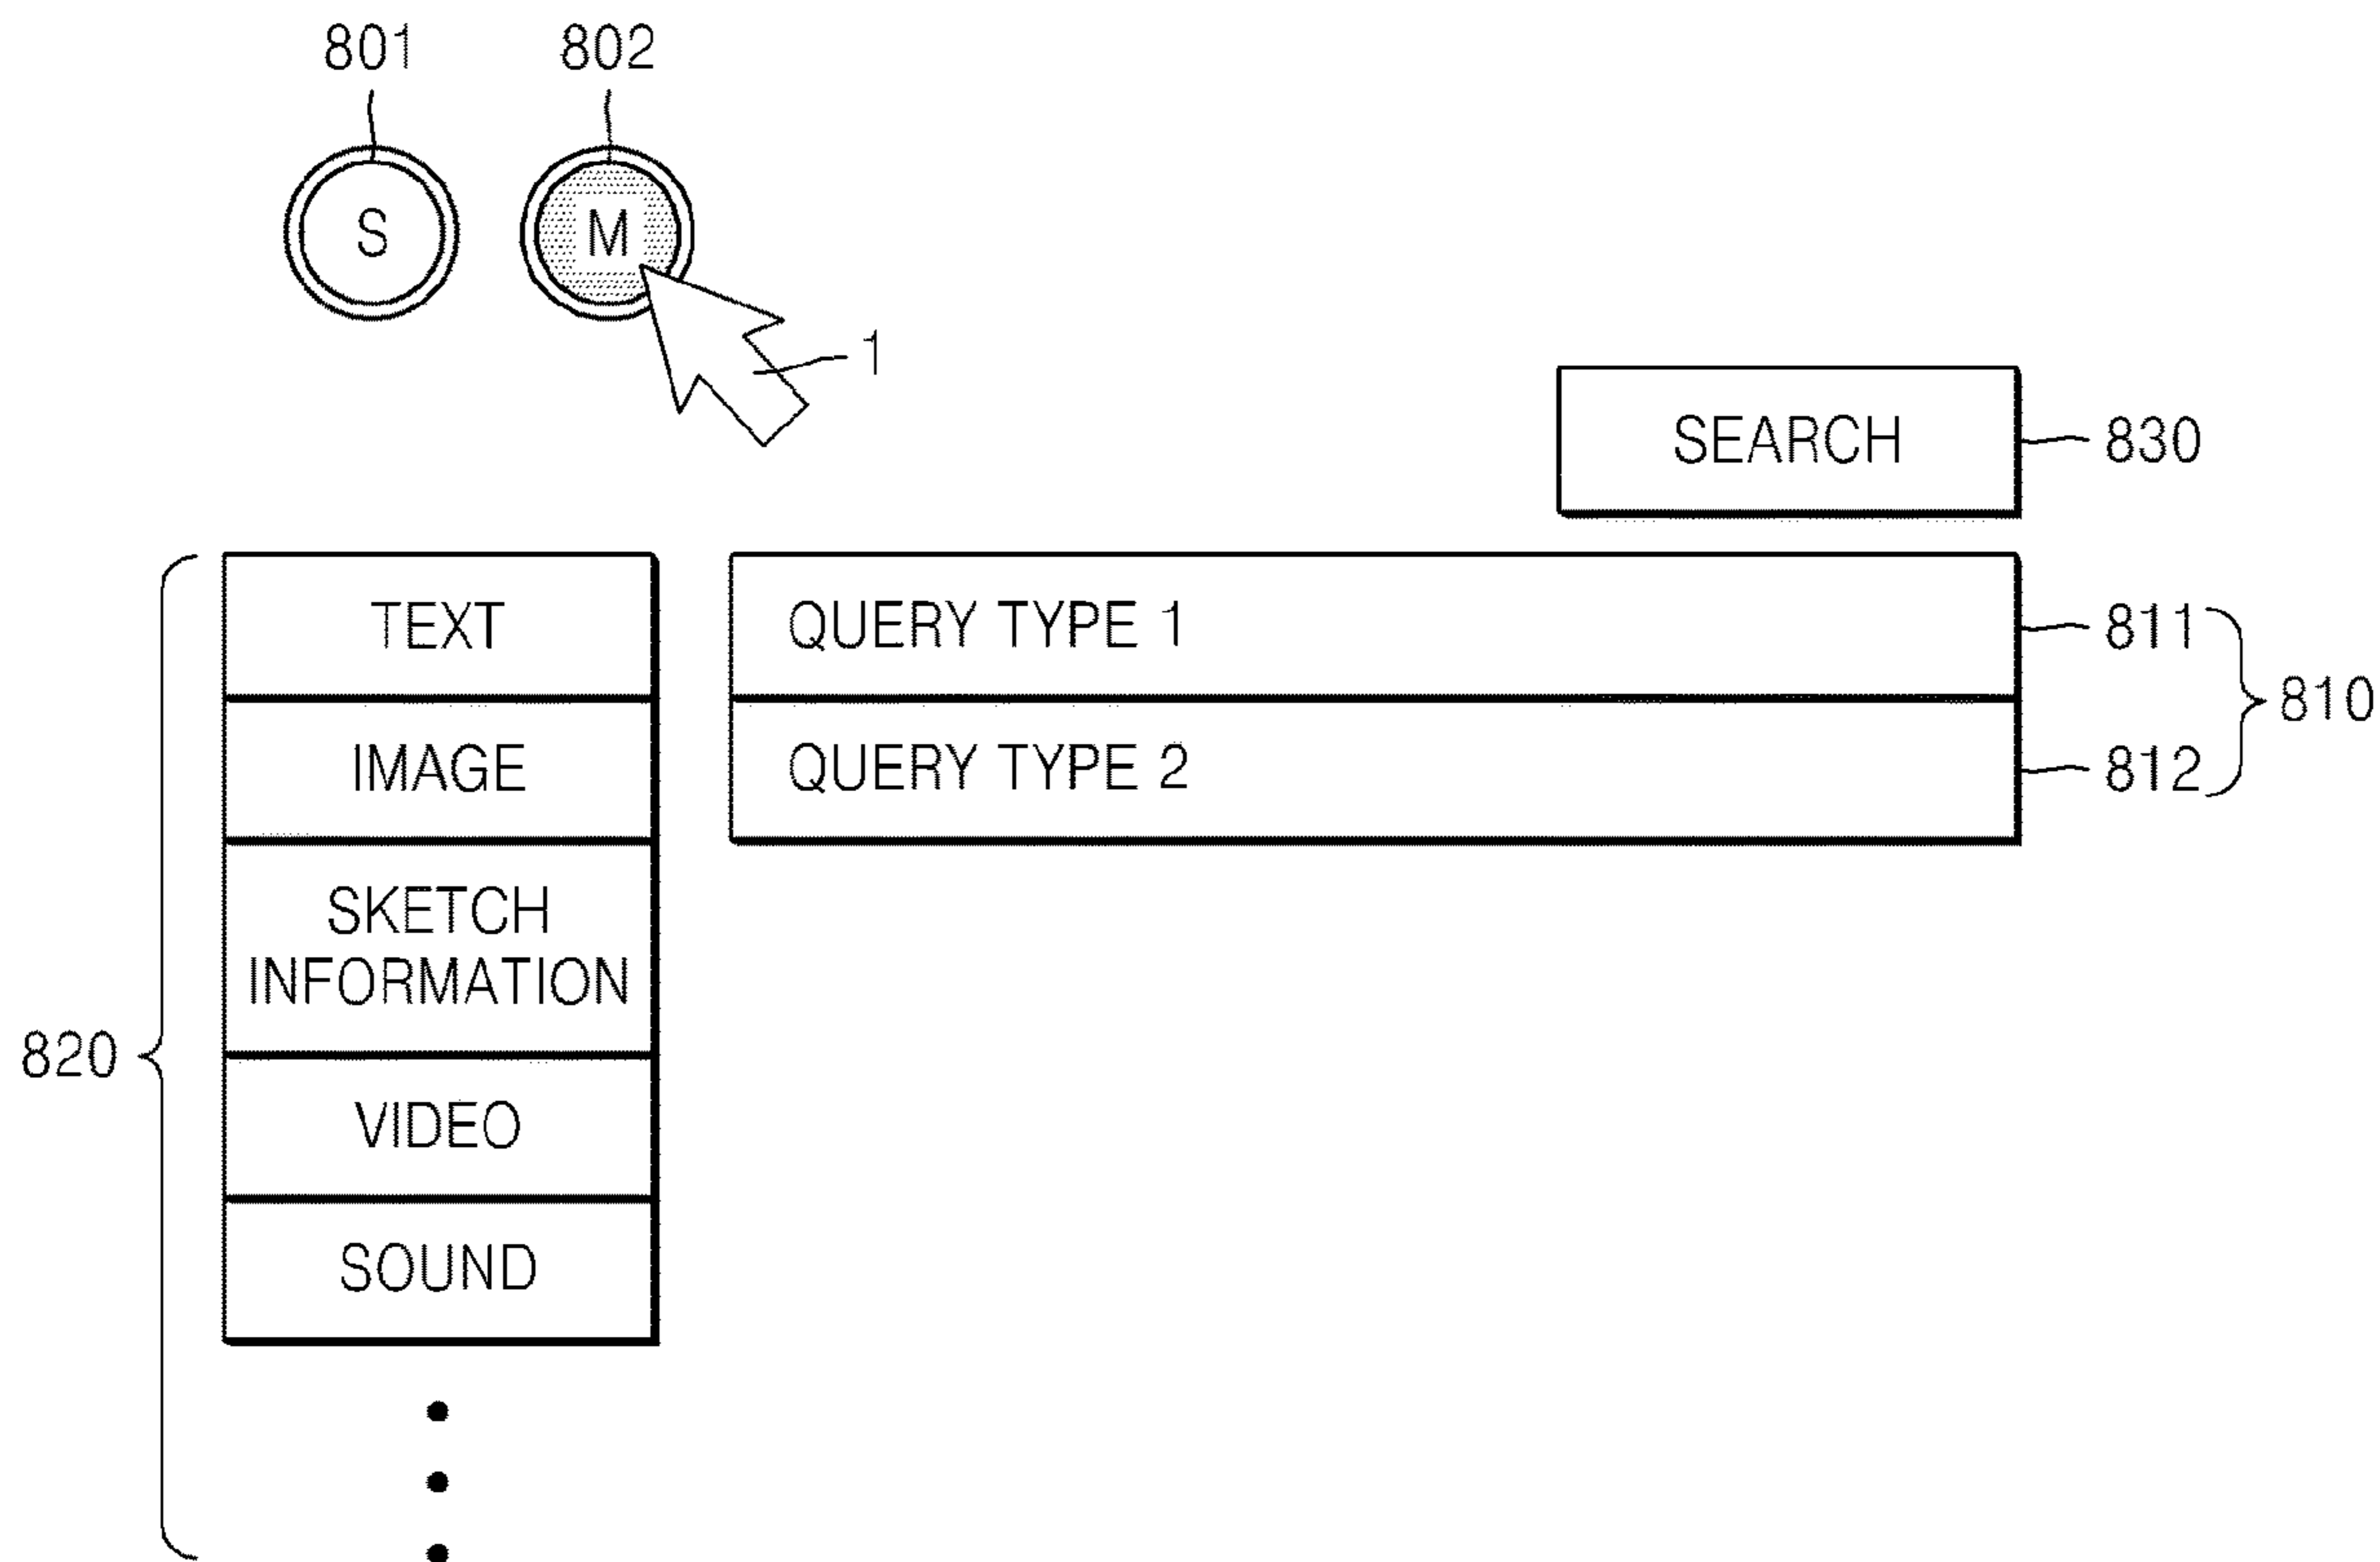 801 802
S M
1
SEARCH 830
TEXT QUERY TYPE 1 811
810
IMAGE QUERY TYPE 2 812
SKETCH
INFORMATION
820
VIDEO
SOUND